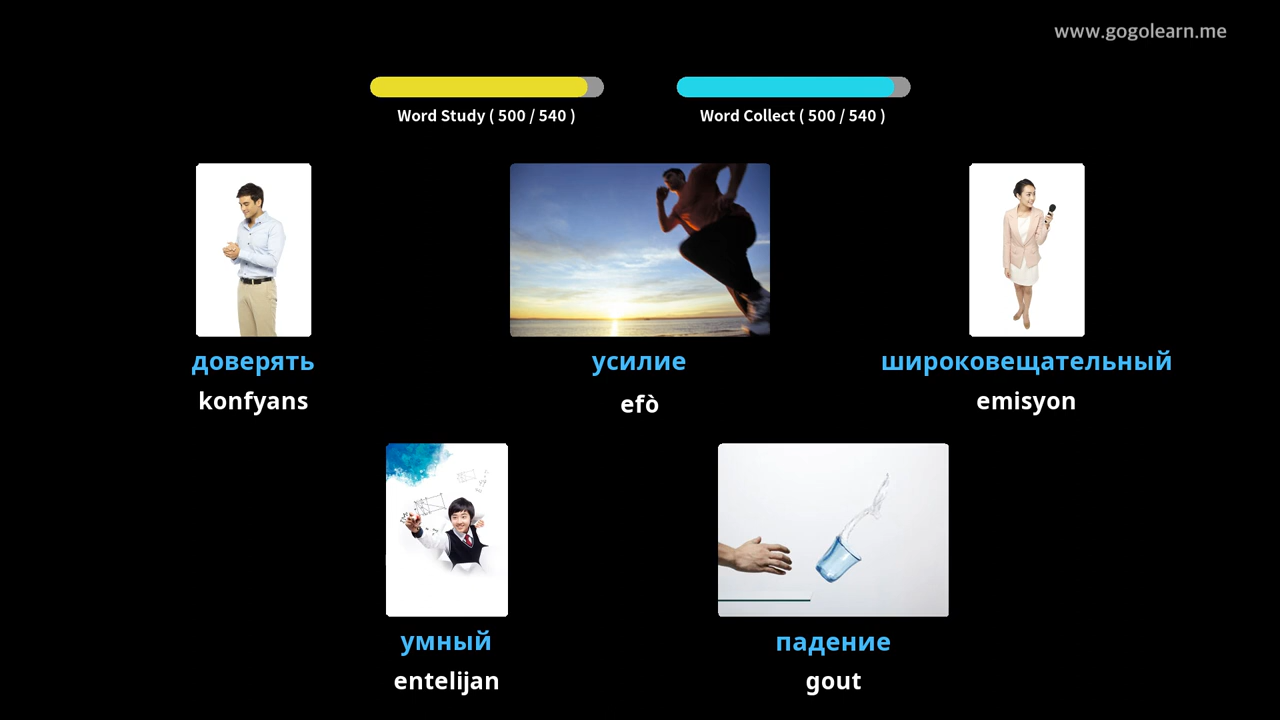 www.gogolearn.me
Word Study ( 500 / 540 )
Word Collect ( 500 / 540 )
доверять
konfyans
усилие
efò
широковещательный
emisyon
умный
entelijan
падение
gout